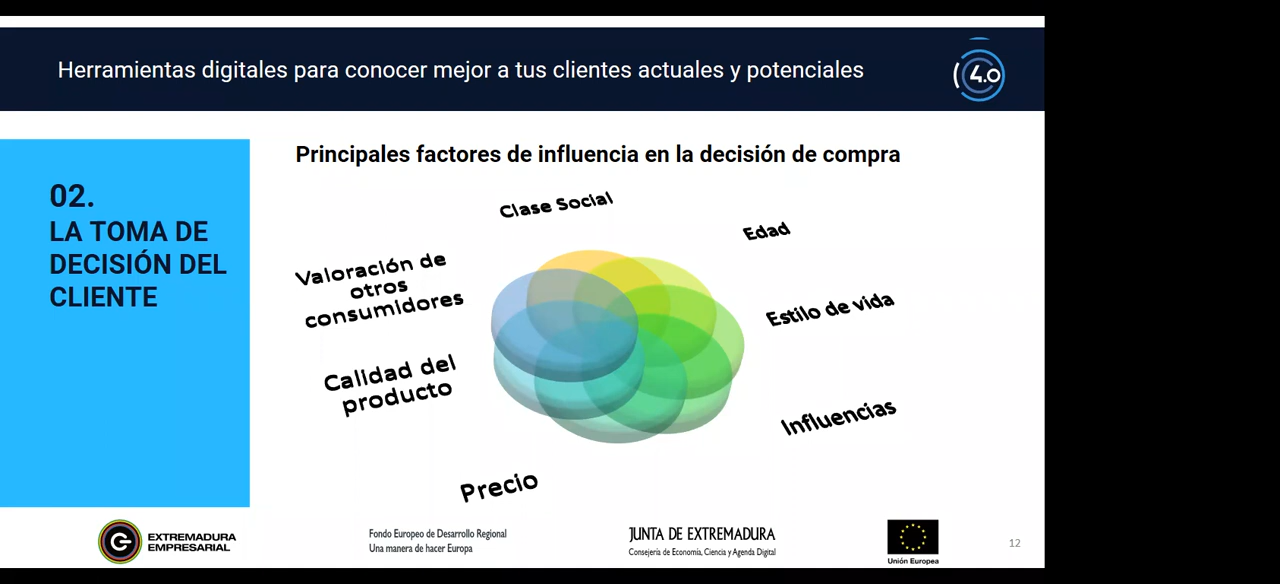 Herramientas digitales para conocer mejor a tus clientes actuales y potenciales
4.0
02.
LA TOMA DE
DECISIÓN DEL
CLIENTE
Principales factores de influencia en la decisión de compra
Clase Social
Edad
Estilo de vida
Influencias
Precio
Calidad del
producto
Valoración de
otros
consumidores
EXTREMADURA
EMPRESARIAL
Fondo Europeo de Desarrollo Regional
Una manera de hacer Europa
JUNTA DE EXTREMADURA
Consejería de Economía, Ciencia y Agenda Digital
Unión Europea
12